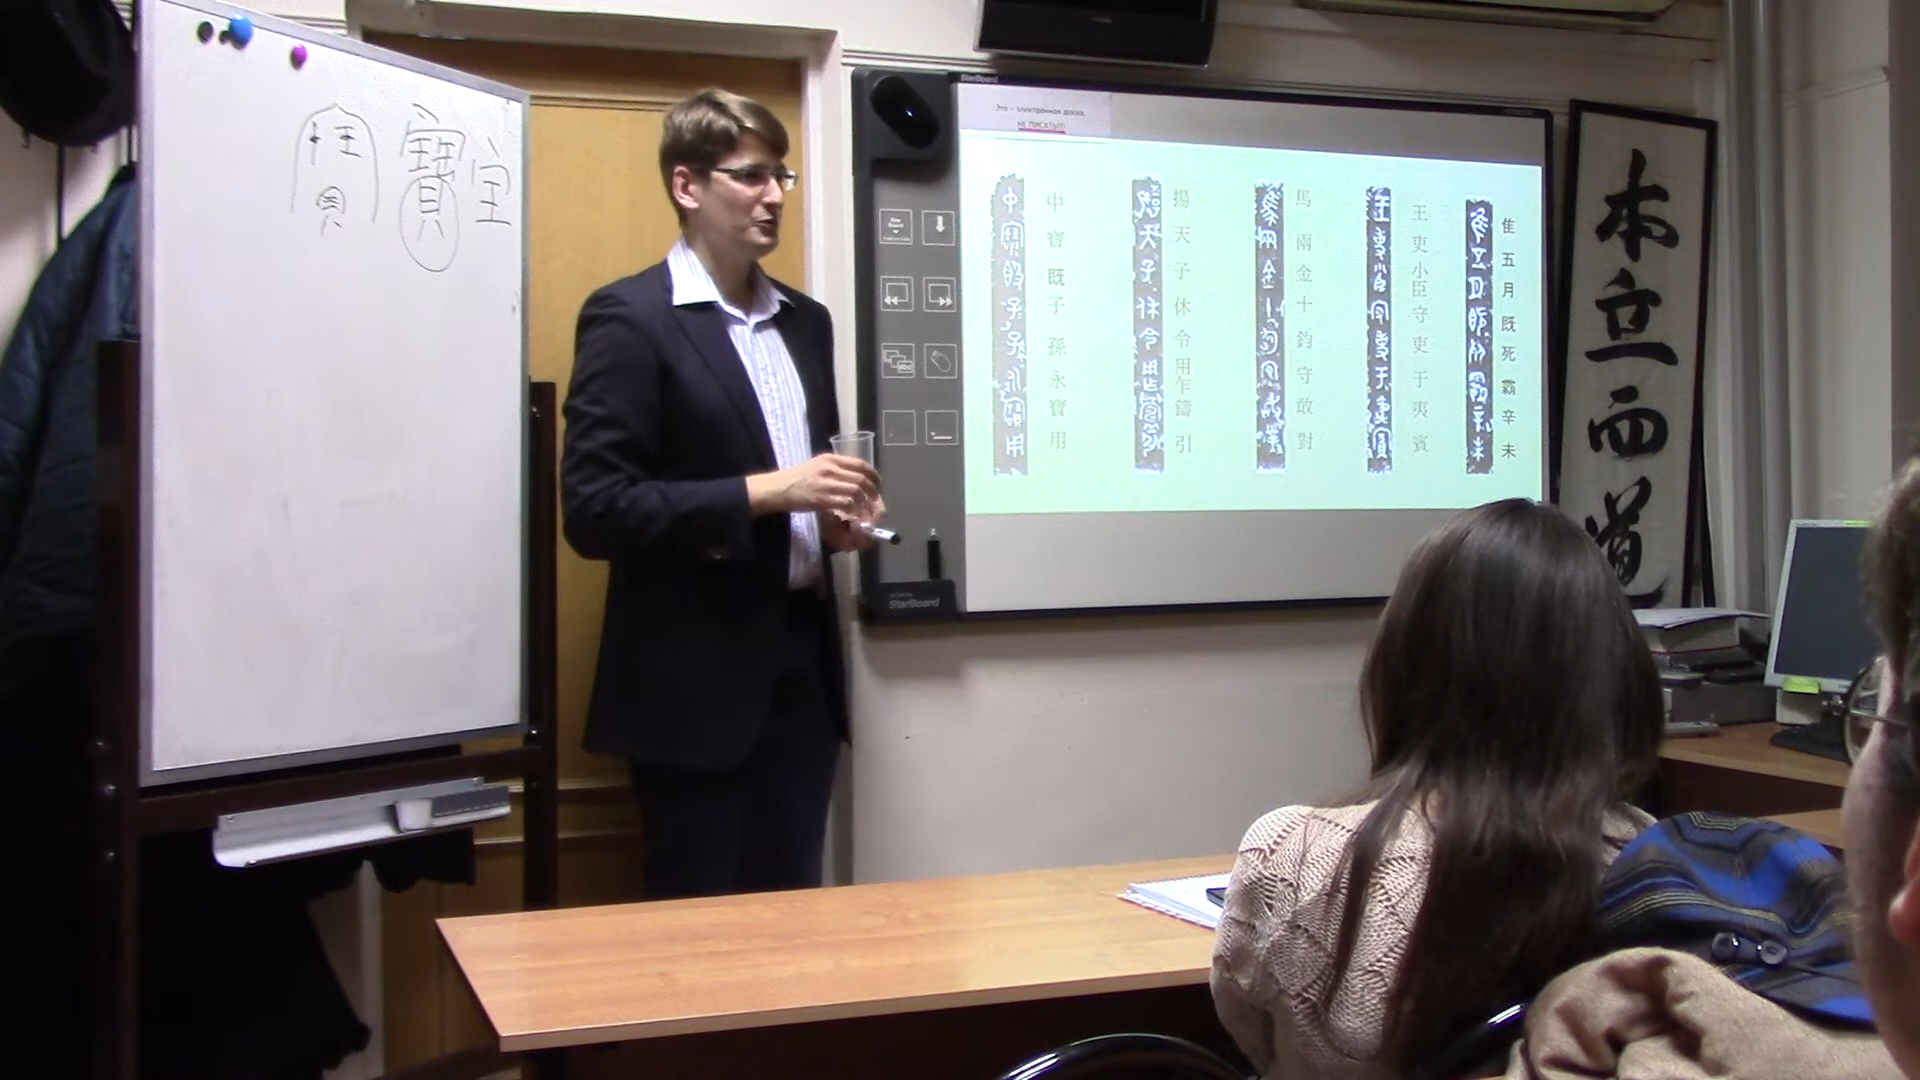 寶宝
StarBoard
Это – электронная доска,
НЕ ПИСАТЬ!!!
隹五月既死霸辛未
王吏小臣守吏于夷賓
馬兩金十鈞守敢對
揚天子休令用乍鑄引
中寶既子孫永寶用
StarBoard
本立而道